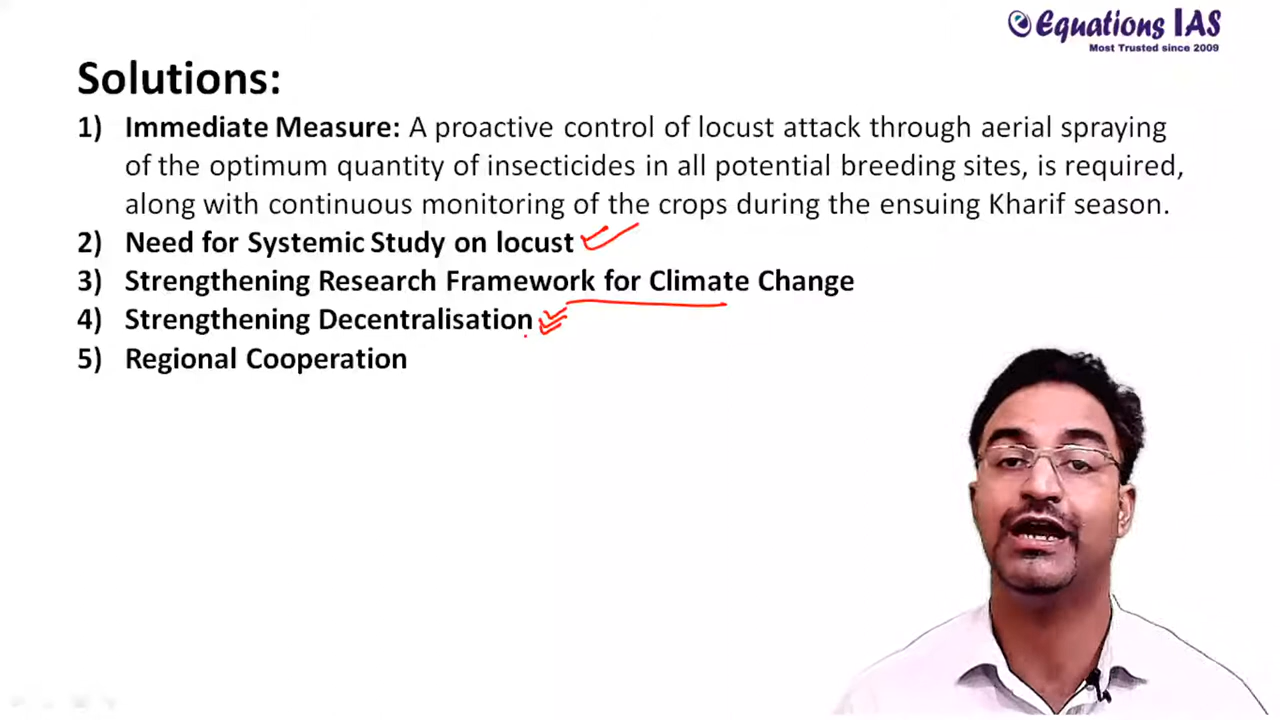 Equations IAS
Most Trusted since 2009
Solutions:
1) Immediate Measure: A proactive control of locust attack through aerial spraying
of the optimum quantity of insecticides in all potential breeding sites, is required,
along with continuous monitoring of the crops during the ensuing Kharif season.
2) Need for Systemic Study on locust
3) Strengthening Research Framework for Climate Change
4) Strengthening Decentralisation
5) Regional Cooperation